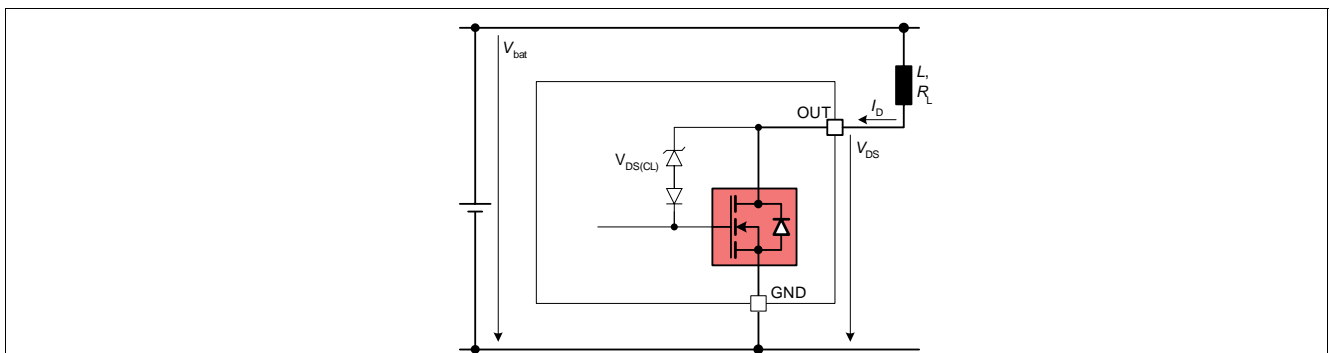 Vbat
L,
RL
OUT
ID
VDS(CL)
VDS
GND